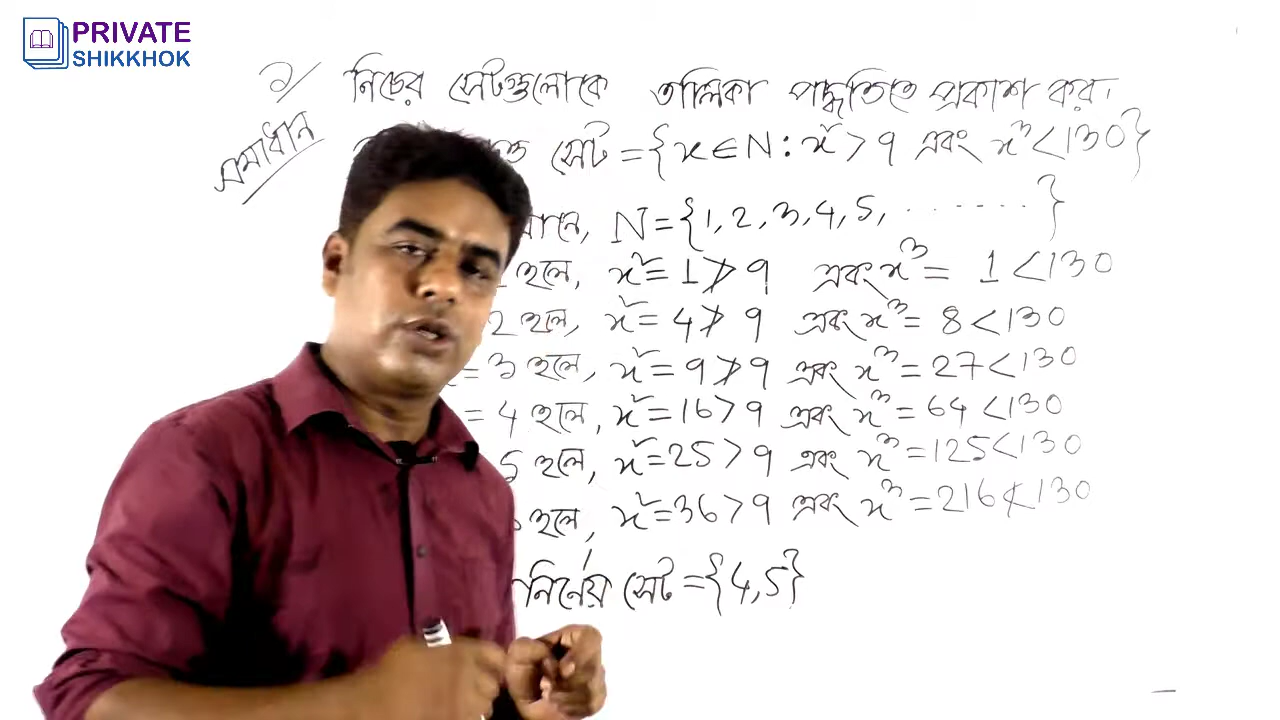 PRIVATE
SHIKKHOK
১/ নিচের সেটগুলোকে তালিকা পদ্ধতিতে প্রকাশ কর।
সমাধান
সেট = {x∈N : x² > 9 এবং x³ < 130}
N = {1, 2, 3, 4, 5, ........}
হলে, x² = 1 ≯ 9 এবং x³ = 1 < 130
2 হলে, x² = 4 ≯ 9 এবং x³ = 8 < 130
= 3 হলে, x² = 9 ≯ 9 এবং x³ = 27 < 130
= 4 হলে, x² = 16 > 9 এবং x³ = 64 < 130
5 হলে, x² = 25 > 9 এবং x³ = 125 < 130
হলে, x² = 36 > 9 এবং x³ = 216 ≮ 130
নির্ণেয় সেট = {4, 5}